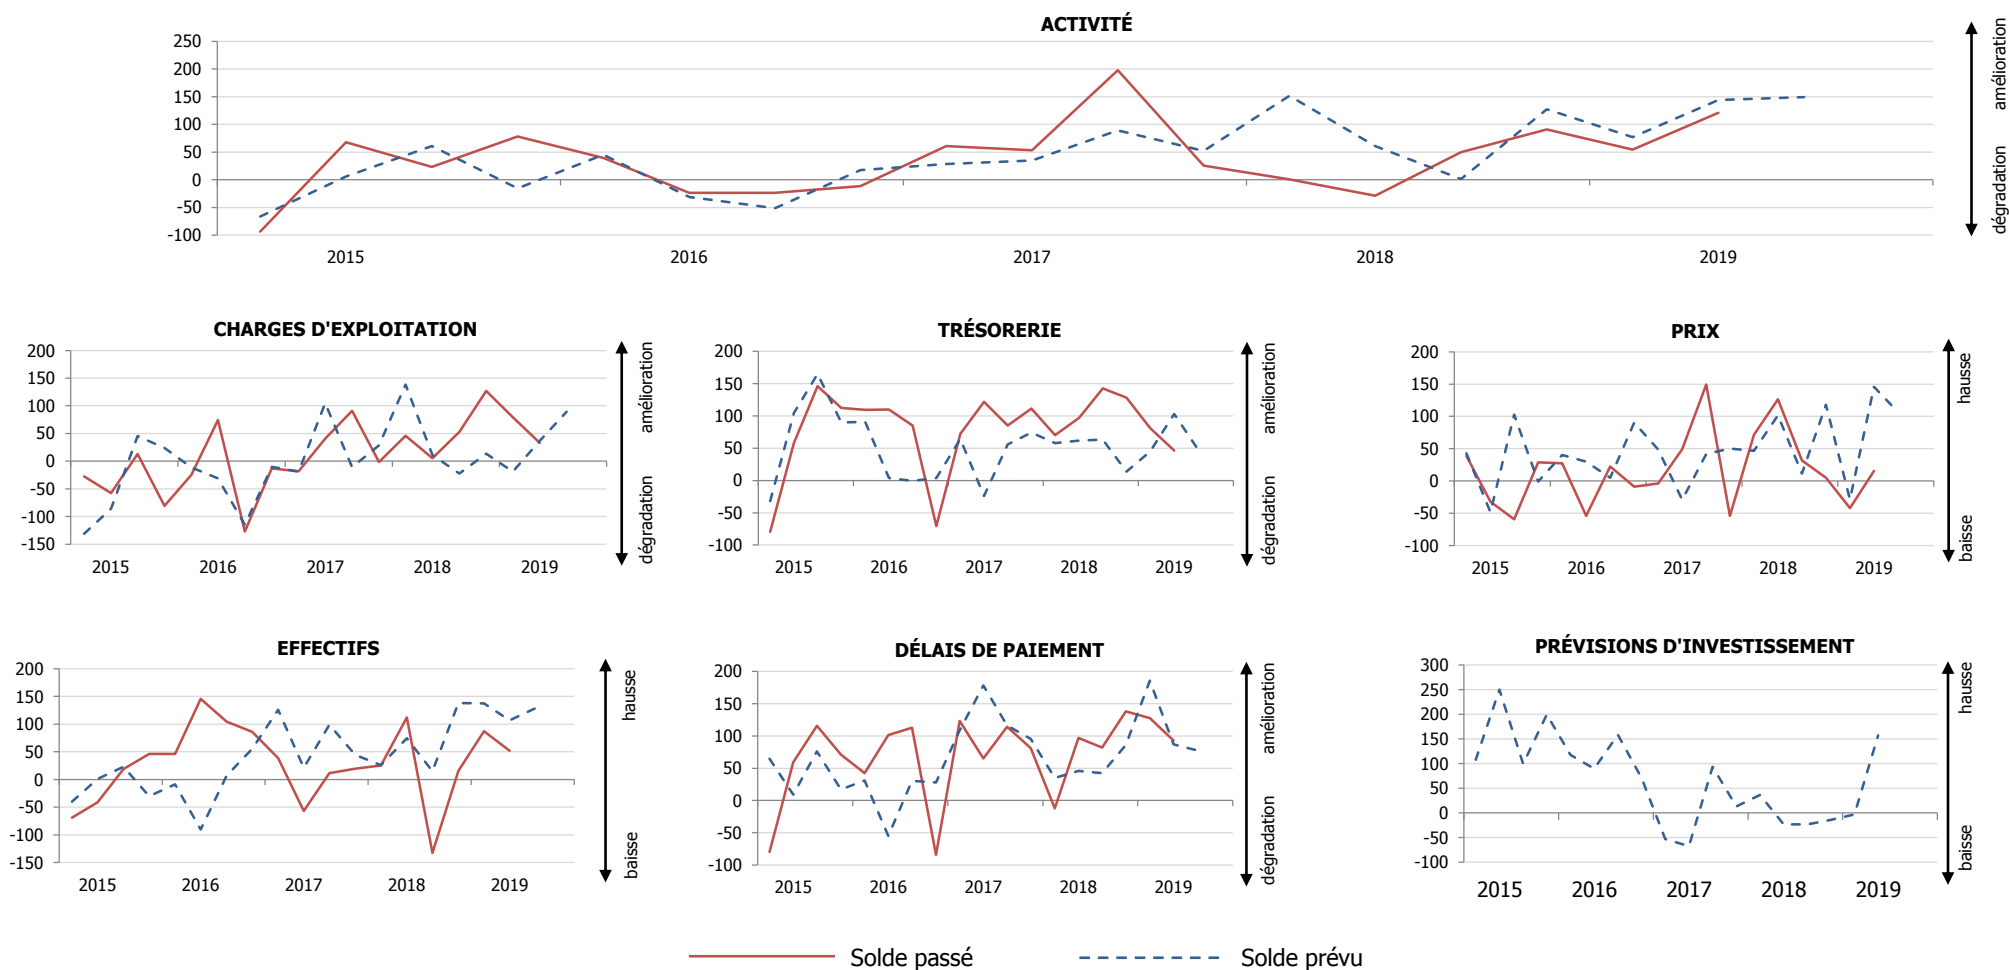 ACTIVITÉ
250
200
150
100
50
0
-50
-100
2015 2016 2017 2018 2019
amélioration
dégradation
CHARGES D'EXPLOITATION
200
150
100
50
0
-50
-100
-150
2015 2016 2017 2018 2019
amélioration
dégradation
TRÉSORERIE
200
150
100
50
0
-50
-100
2015 2016 2017 2018 2019
amélioration
dégradation
PRIX
200
150
100
50
0
-50
-100
2015 2016 2017 2018 2019
hausse
baisse
EFFECTIFS
200
150
100
50
0
-50
-100
-150
2015 2016 2017 2018 2019
hausse
baisse
DÉLAIS DE PAIEMENT
200
150
100
50
0
-50
-100
2015 2016 2017 2018 2019
amélioration
dégradation
PRÉVISIONS D'INVESTISSEMENT
300
250
200
150
100
50
0
-50
-100
2015 2016 2017 2018 2019
hausse
baisse
Solde passé Solde prévu